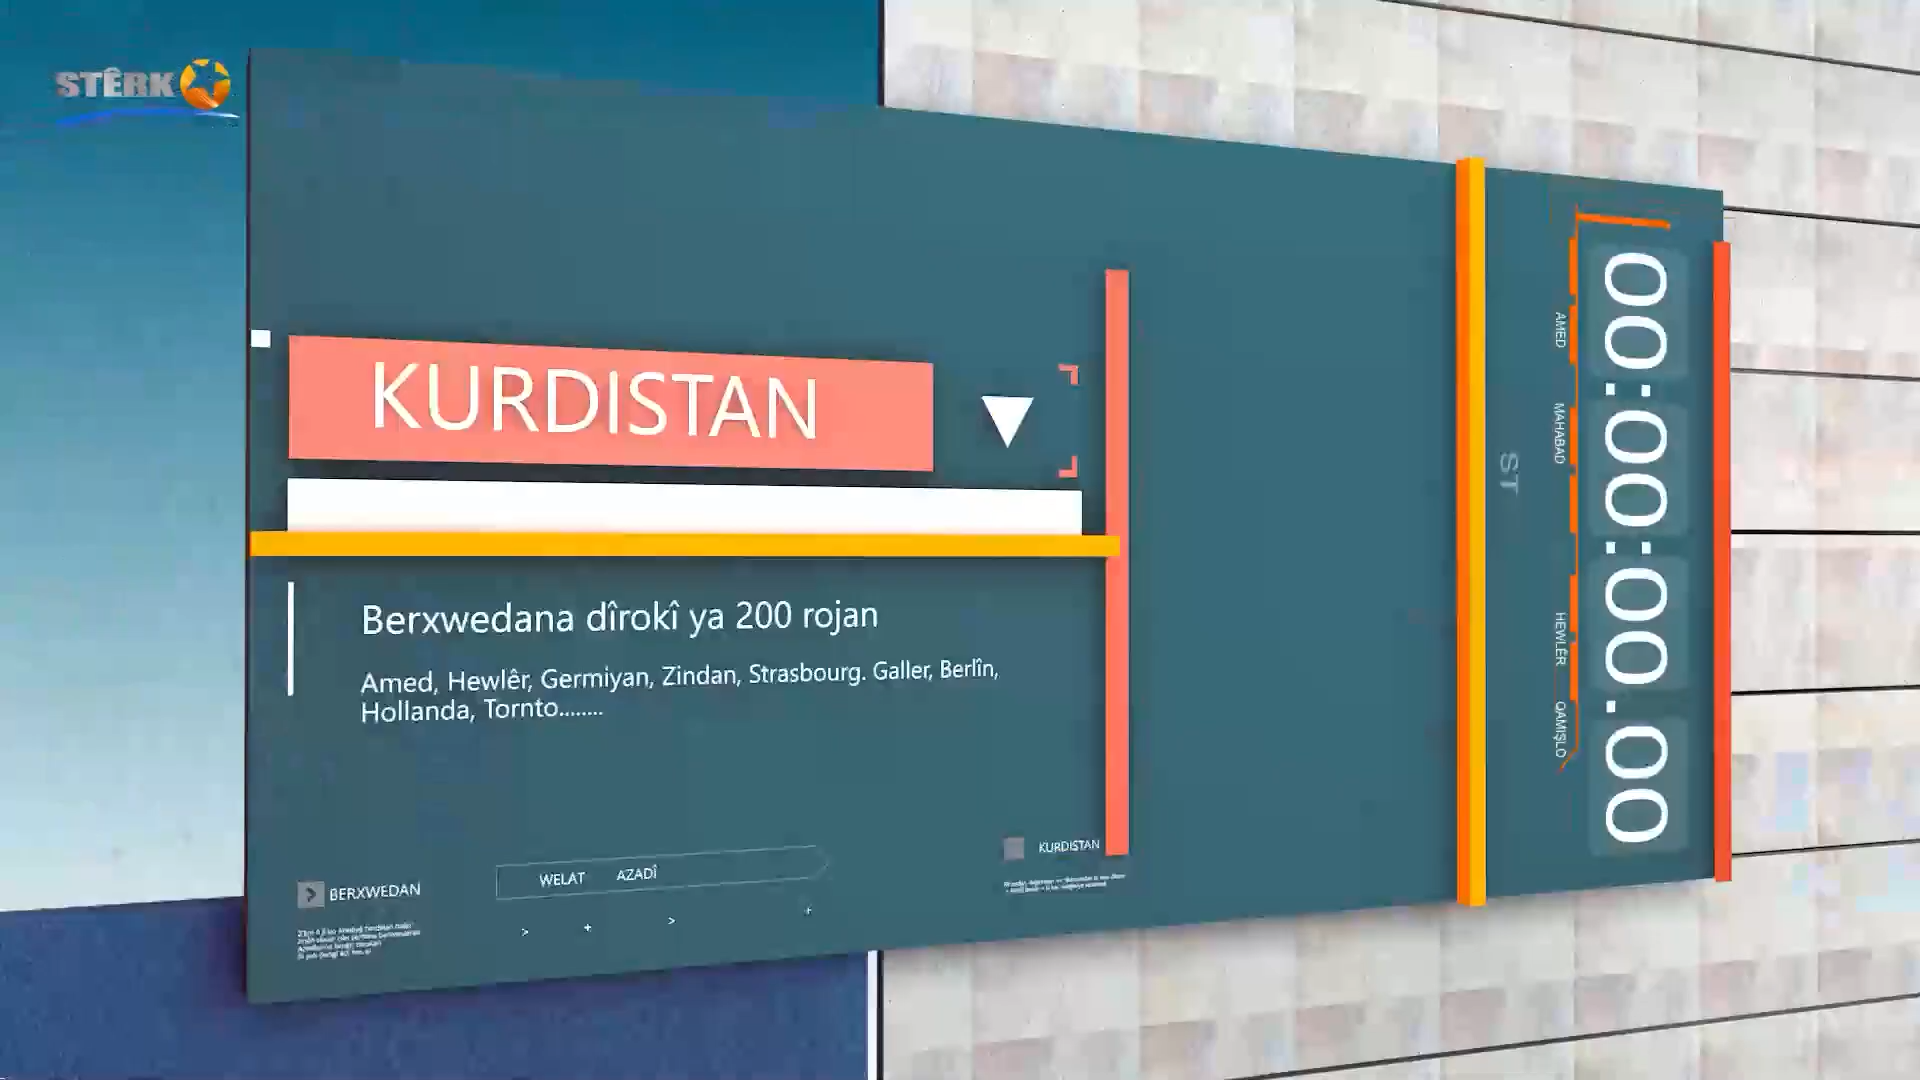 STÊRK
KURDISTAN
Berxwedana dîrokî ya 200 rojan
Amed, Hewlêr, Germiyan, Zindan, Strasbourg. Galler, Berlîn,
Hollanda, Tornto........
BERXWEDAN
WELAT AZADÎ
> + > +
KURDISTAN
ST
AMED
MAHABAD
HEWLÊR
QAMIŞLO
00:00:00.00